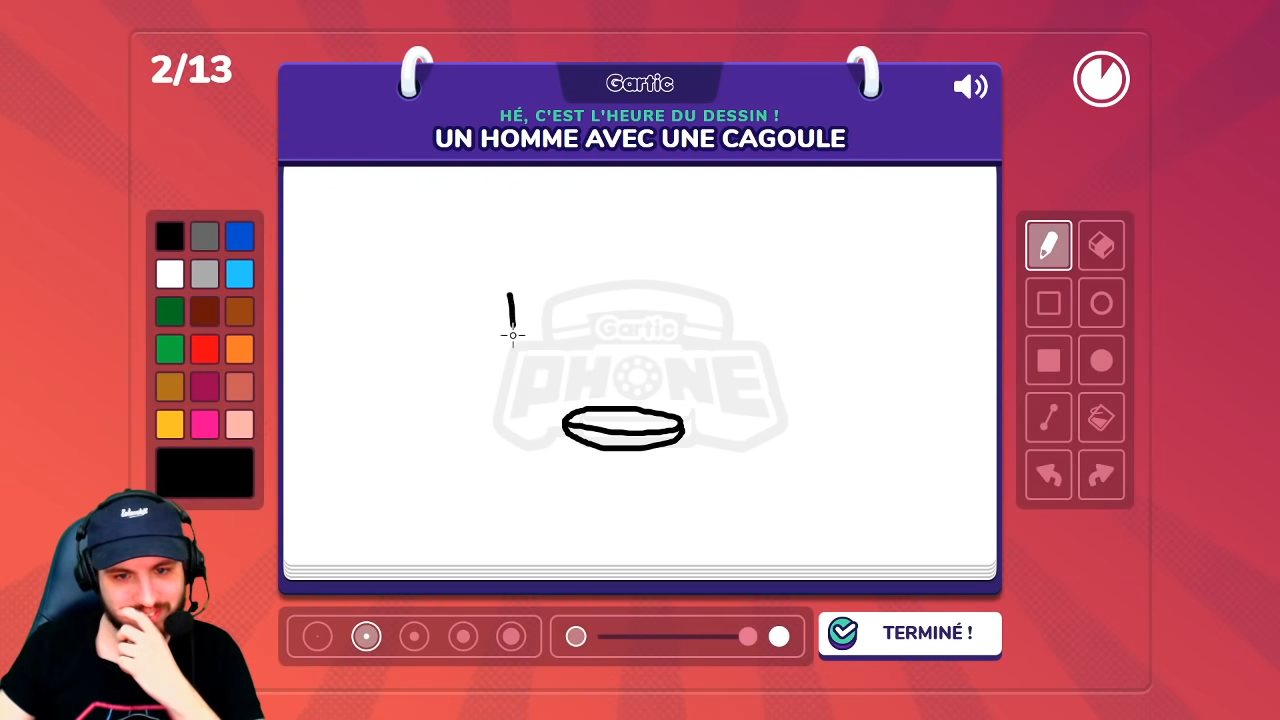 2/13
Gartic
HÉ, C'EST L'HEURE DU DESSIN !
UN HOMME AVEC UNE CAGOULE
Gartic
PHONE
TERMINÉ !